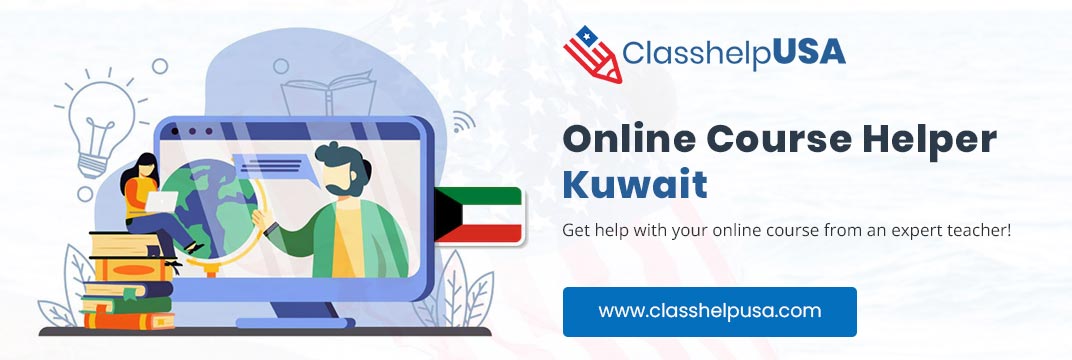 ClasshelpUSA
Online Course Helper
Kuwait
Get help with your online course from an expert teacher!
www.classhelpusa.com